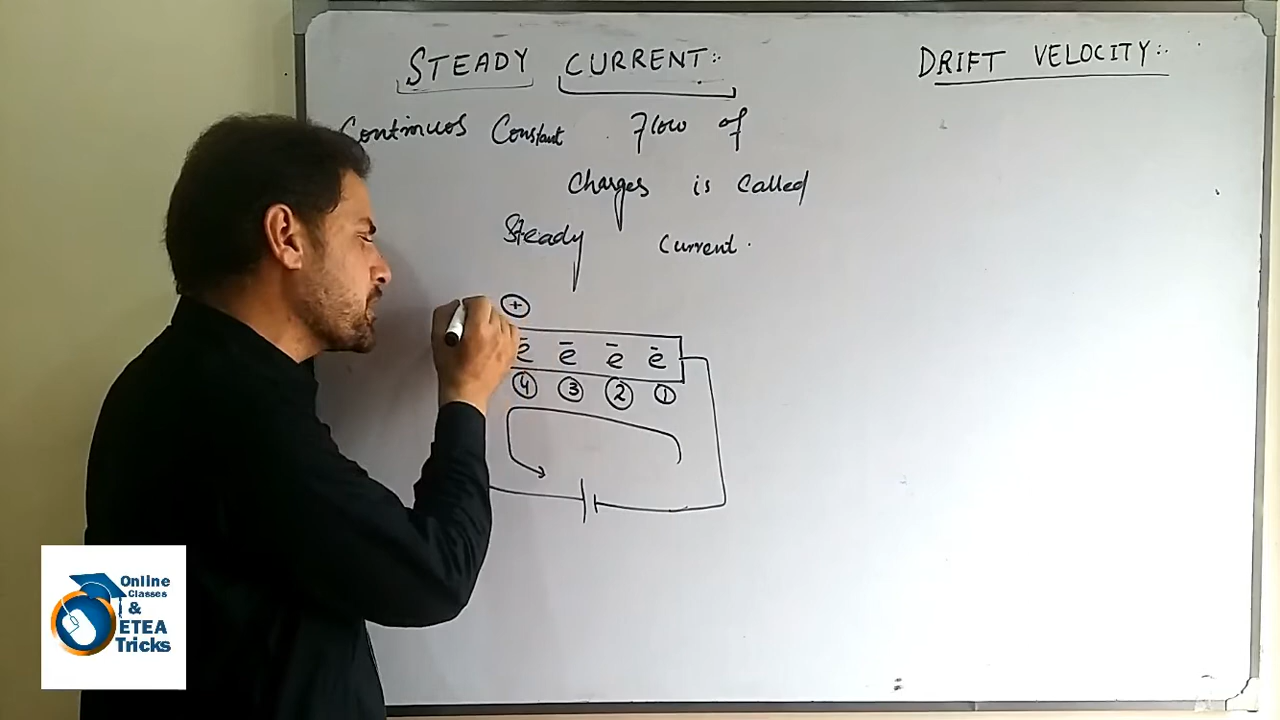 STEADY CURRENT:.
DRIFT VELOCITY:.
Continuos Constant Flow of
Charges is Called
Steady Current.
+
e̅ e̅ e̅ e̅
4 3 2 1
Online
Classes
&
ETEA
Tricks